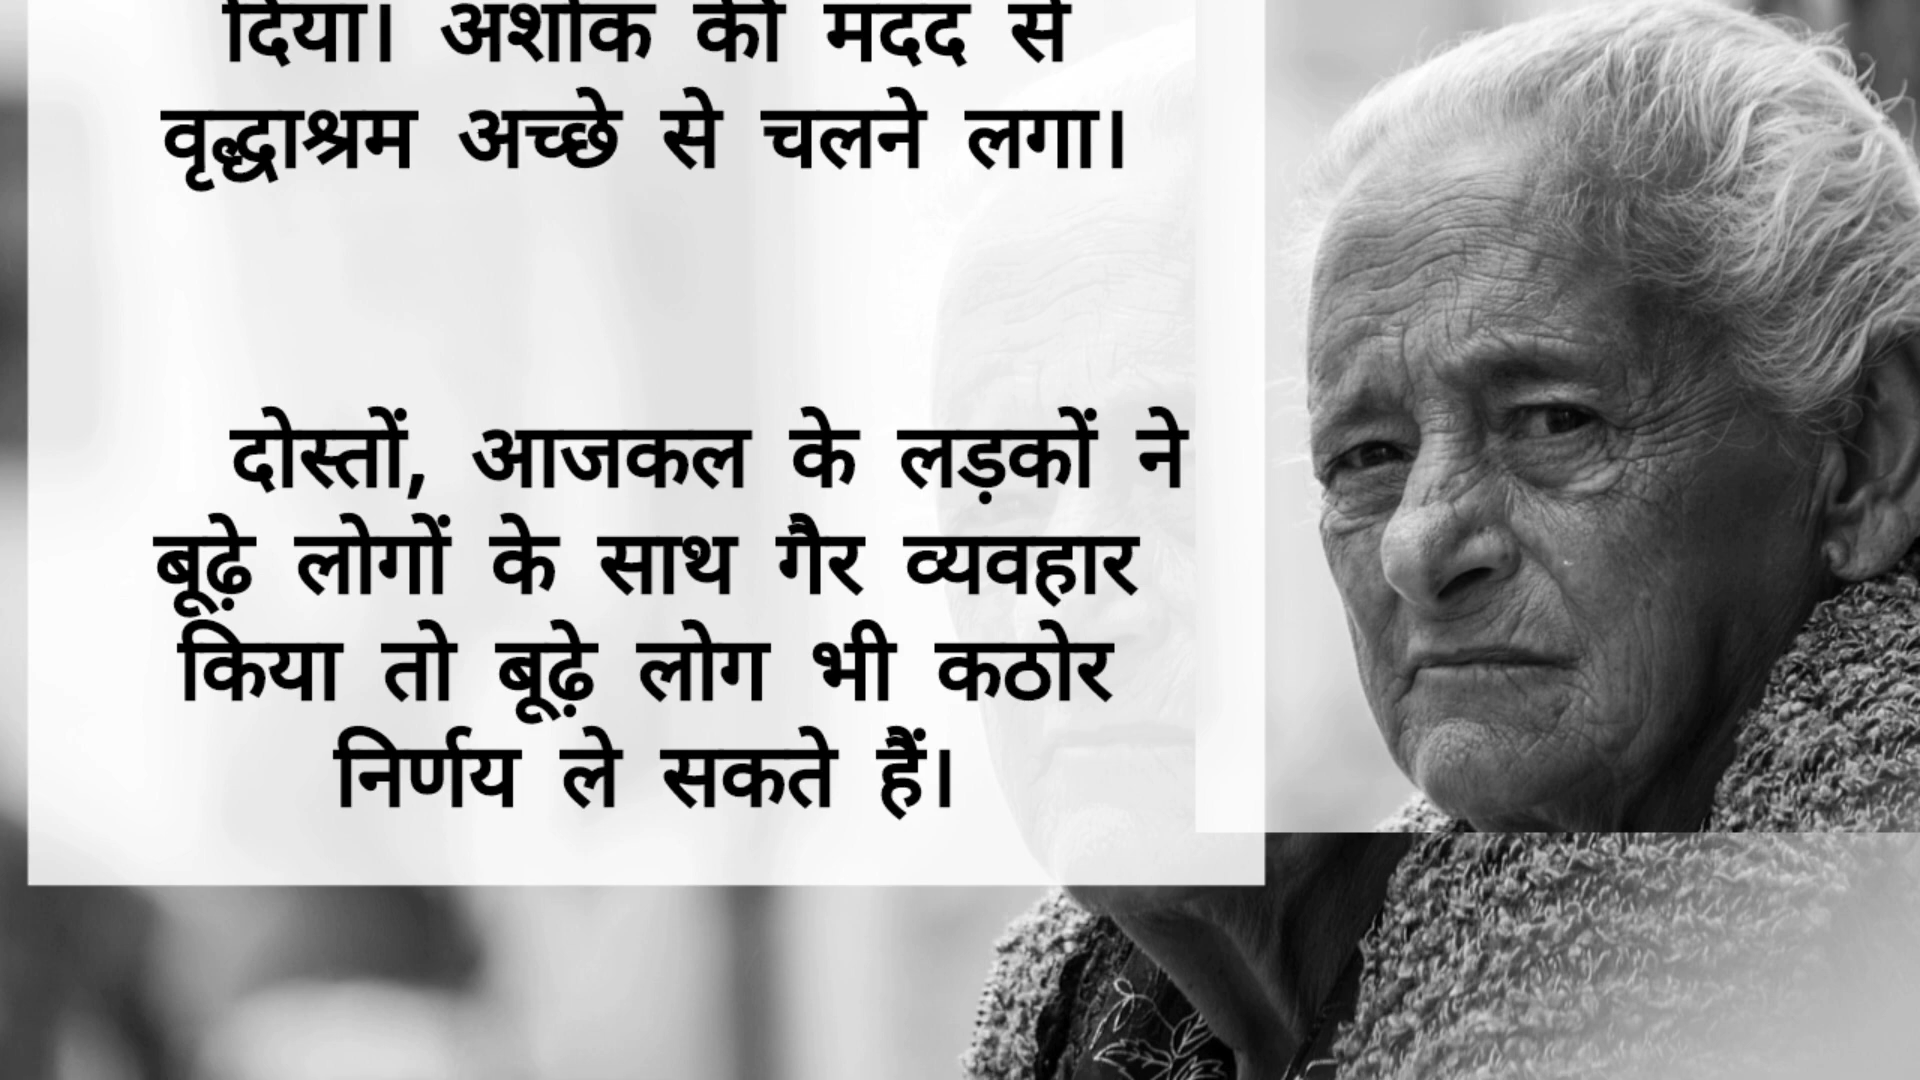 दिया। अशोक की मदद से
वृद्धाश्रम अच्छे से चलने लगा।
दोस्तों, आजकल के लड़कों ने
बूढ़े लोगों के साथ गैर व्यवहार
किया तो बूढ़े लोग भी कठोर
निर्णय ले सकते हैं।